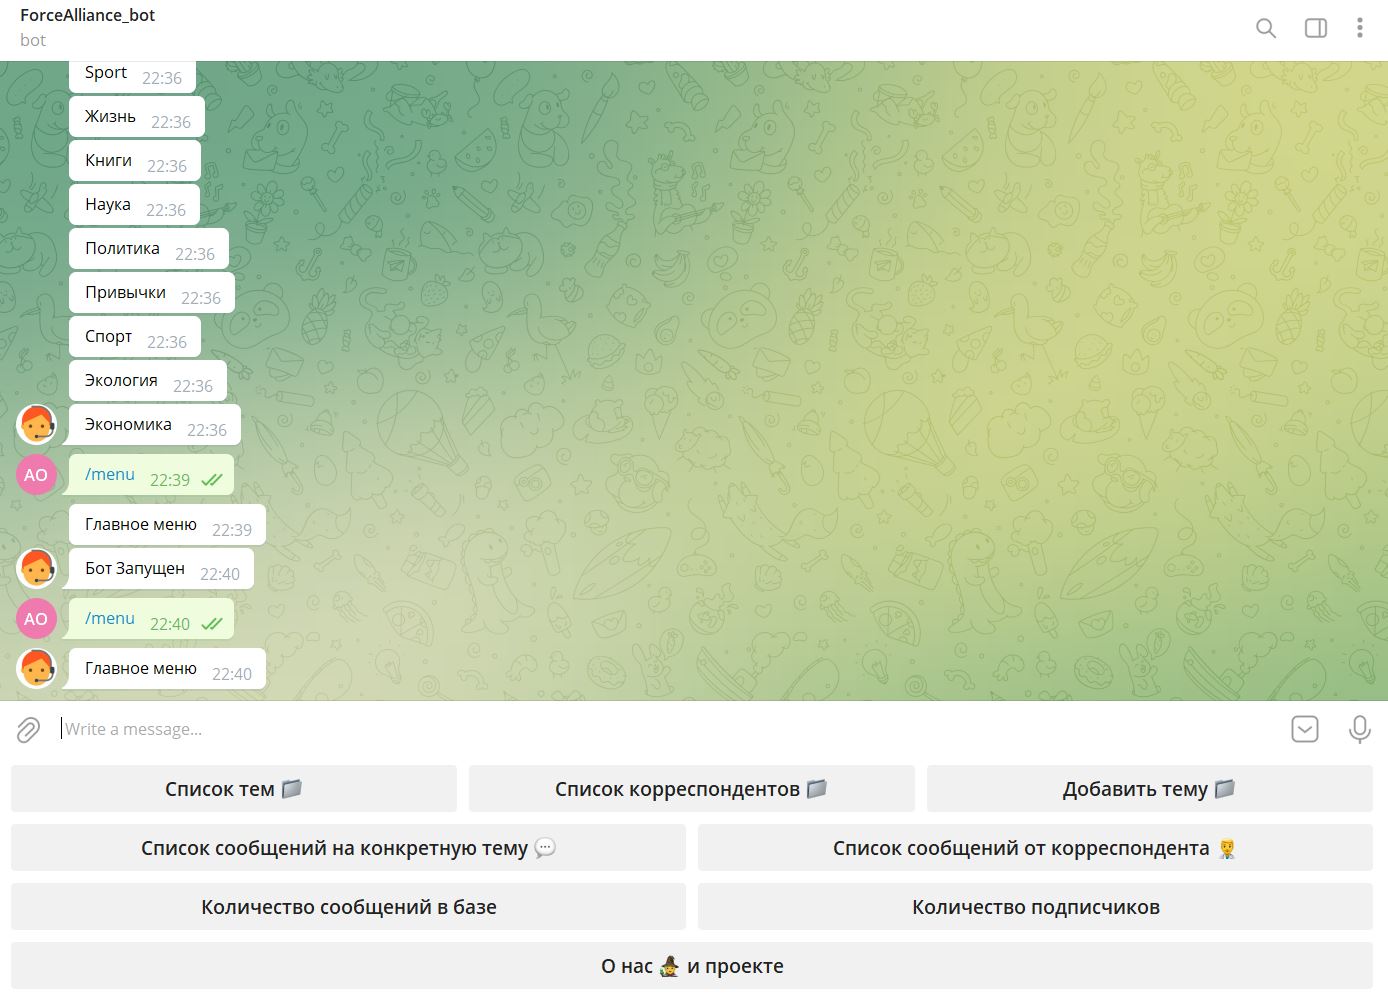 ForceAlliance_bot
bot
Sport 22:36
Жизнь 22:36
Книги 22:36
Наука 22:36
Политика 22:36
Привычки 22:36
Спорт 22:36
Экология 22:36
Экономика 22:36
AO /menu 22:39
Главное меню 22:39
Бот Запущен 22:40
AO /menu 22:40
Главное меню 22:40
Write a message...
Список тем Список корреспондентов Добавить тему
Список сообщений на конкретную тему Список сообщений от корреспондента
Количество сообщений в базе Количество подписчиков
О нас и проекте